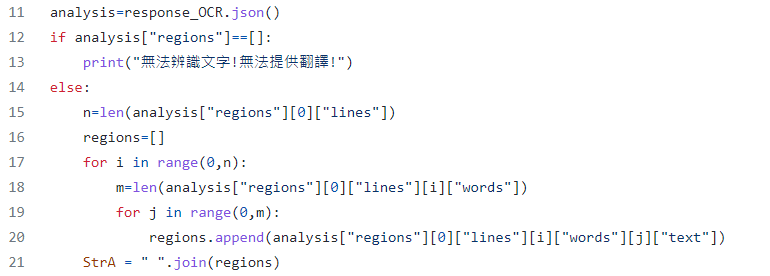 11 analysis=response_OCR.json()
12 if analysis["regions"]==[]:
13     print("無法辨識文字!無法提供翻譯!")
14 else:
15     n=len(analysis["regions"][0]["lines"])
16     regions=[]
17     for i in range(0,n):
18         m=len(analysis["regions"][0]["lines"][i]["words"])
19         for j in range(0,m):
20             regions.append(analysis["regions"][0]["lines"][i]["words"][j]["text"])
21     StrA = " ".join(regions)